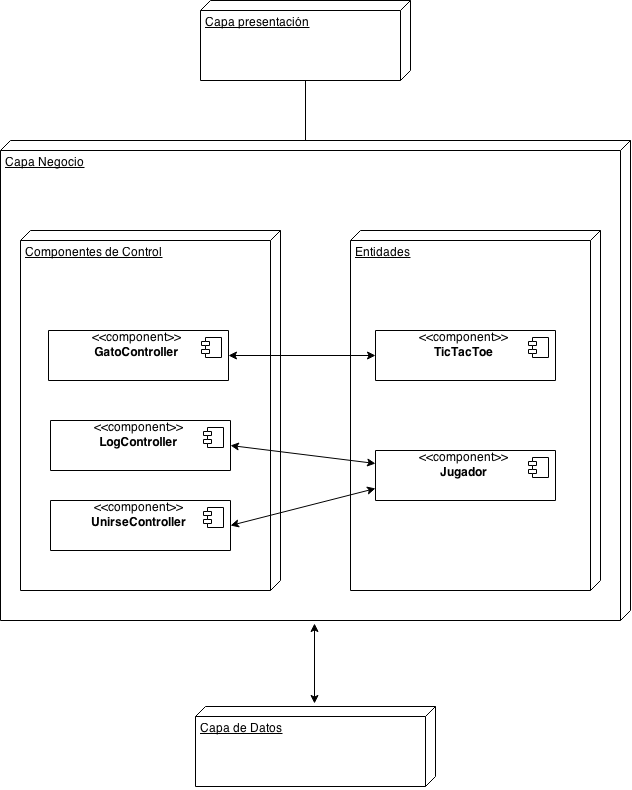 Capa presentación
Capa Negocio
Componentes de Control
<<component>>
GatoController
<<component>>
LogController
<<component>>
UnirseController
Entidades
<<component>>
TicTacToe
<<component>>
Jugador
Capa de Datos